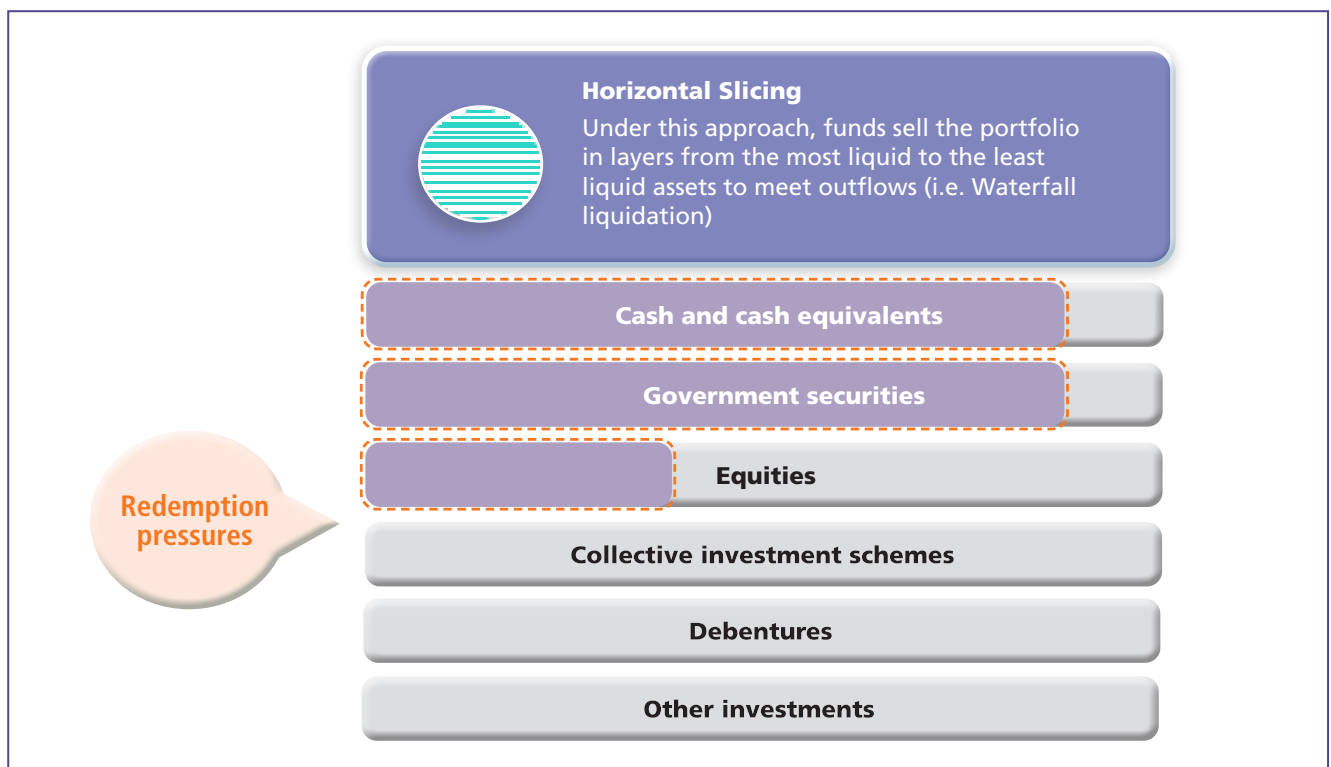 Horizontal Slicing
Under this approach, funds sell the portfolio
in layers from the most liquid to the least
liquid assets to meet outflows (i.e. Waterfall
liquidation)
Cash and cash equivalents
Government securities
Equities
Redemption
pressures
Collective investment schemes
Debentures
Other investments